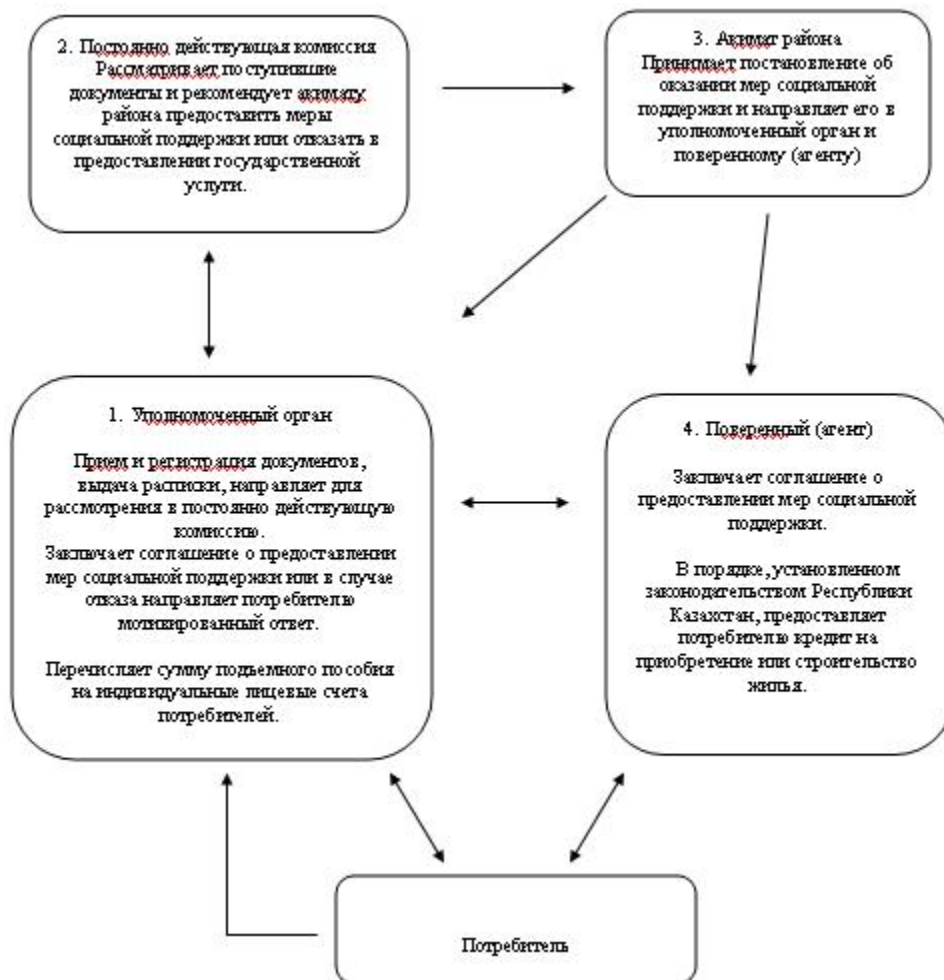 2. Постоянно действующая комиссия
Рассматривает поступившие
документы и рекомендует акимату
района предоставить меры
социальной поддержки или отказать в
предоставлении государственной
услуги.
3. Акимат района
Принимает постановление об
оказании мер социальной
поддержки и направляет его в
уполномоченный орган и
поверенному (агенту)
1. Уполномоченный орган
Прием и регистрация документов,
выдача расписки, направляет для
рассмотрения в постоянно действующую
комиссию.
Заключает соглашение о предоставлении
мер социальной поддержки или в случае
отказа направляет потребителю
мотивированный ответ.
Перечисляет сумму подъемного пособия
на индивидуальные лицевые счета
потребителей.
4. Поверенный (агент)
Заключает соглашение о
предоставлении мер социальной
поддержки.
В порядке, установленном
законодательством Республики
Казахстан, предоставляет
потребителю кредит на
приобретение или строительство
жилья.
Потребитель